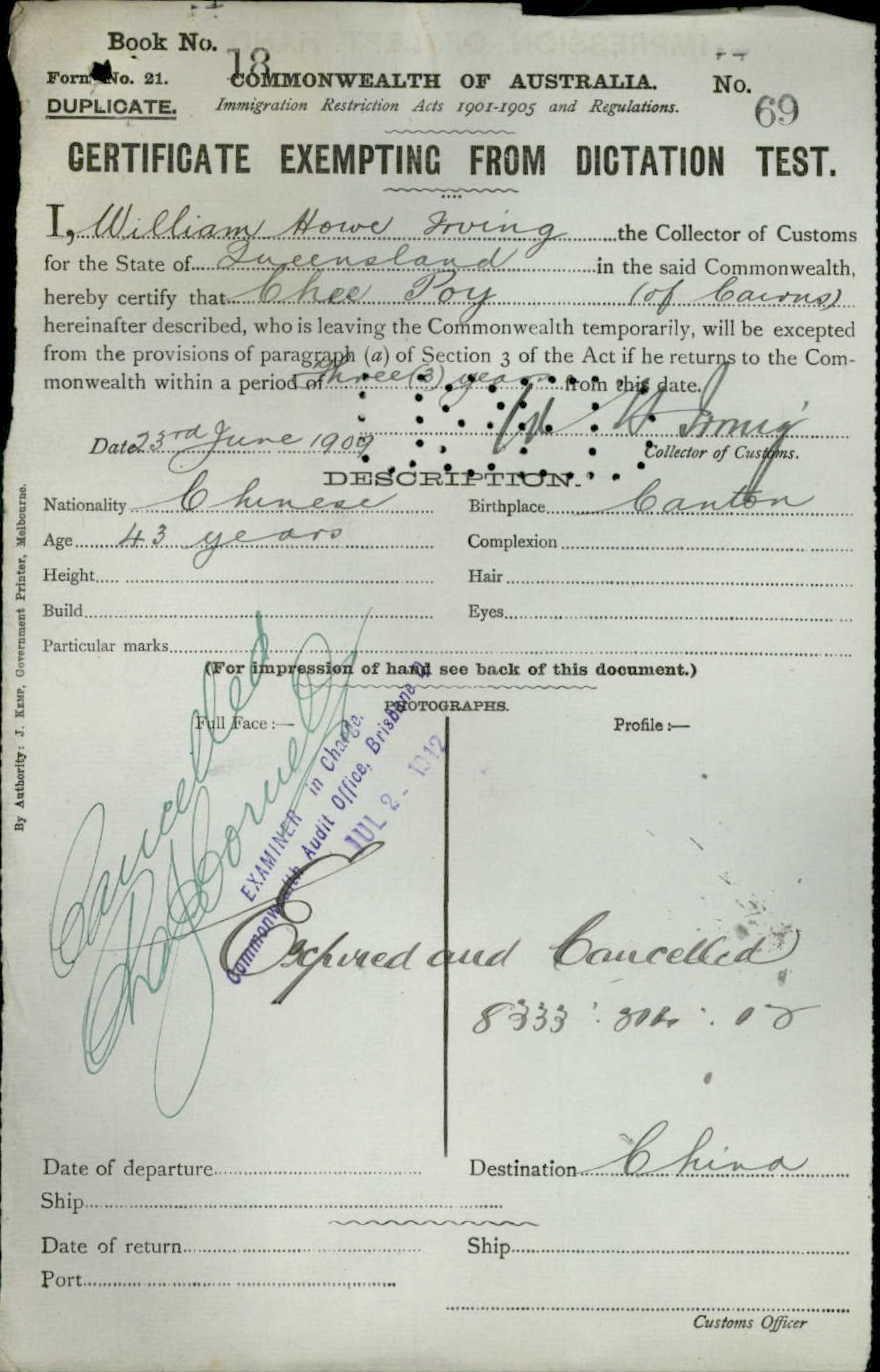 Book No. 18
Form No. 21. COMMONWEALTH OF AUSTRALIA. No. 69
DUPLICATE. Immigration Restriction Acts 1901-1905 and Regulations.
CERTIFICATE EXEMPTING FROM DICTATION TEST.
I, William Howe Irving the Collector of Customs
for the State of Queensland in the said Commonwealth,
hereby certify that Chee Poy (of Cairns)
hereinafter described, who is leaving the Commonwealth temporarily, will be excepted
from the provisions of paragraph (a) of Section 3 of the Act if he returns to the Com-
monwealth within a period of three (3) years from this date.
W H Irving
Date 23rd June 1909 Collector of Customs.
DESCRIPTION.
Nationality Chinese Birthplace Canton
Age 43 years Complexion
Height Hair
Build Eyes
Particular marks
(For impression of hand see back of this document.)
PHOTOGRAPHS.
Full Face :— Profile :—
Cancelled
EXAMINER in Charge.
Commonwealth Audit Office, Brisbane
JUL 2 - 1912
Expired and Cancelled
Date of departure Destination China
Ship
Date of return Ship
Port
Customs Officer
By Authority: J. KEMP, Government Printer, Melbourne.